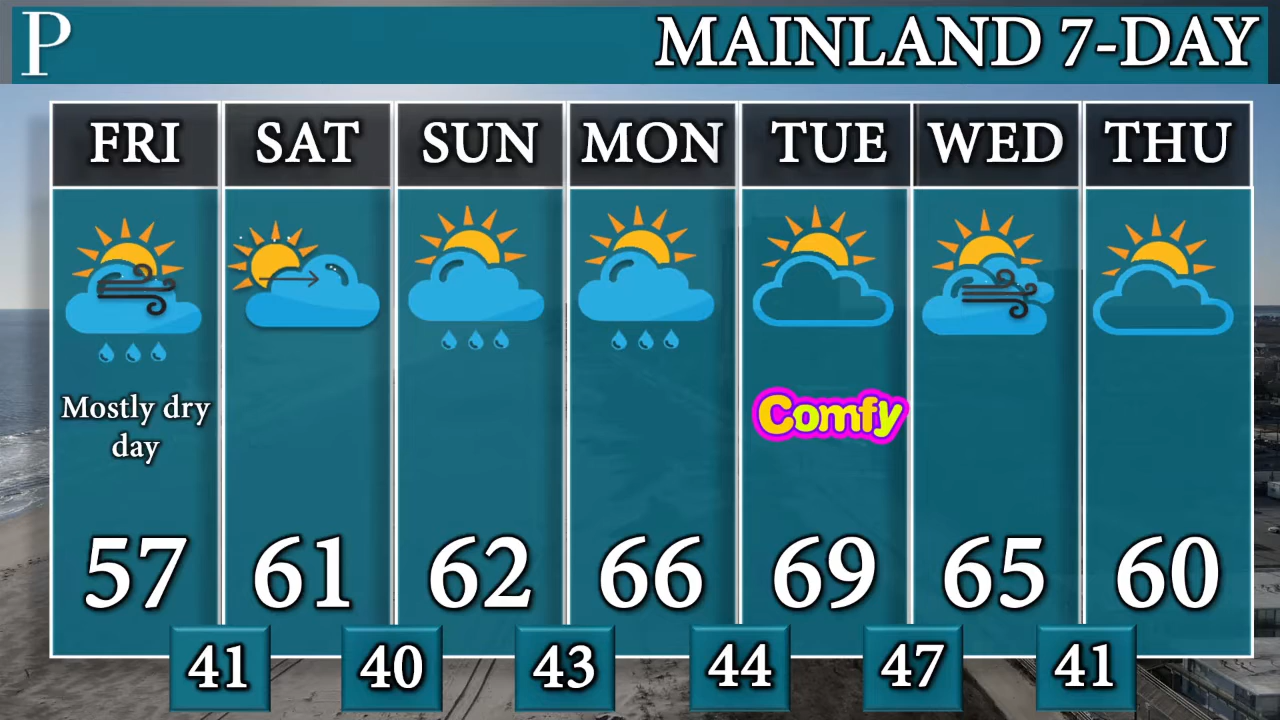 P
MAINLAND 7-DAY
FRI SAT SUN MON TUE WED THU
Mostly dry
day
Comfy
57 61 62 66 69 65 60
41 40 43 44 47 41